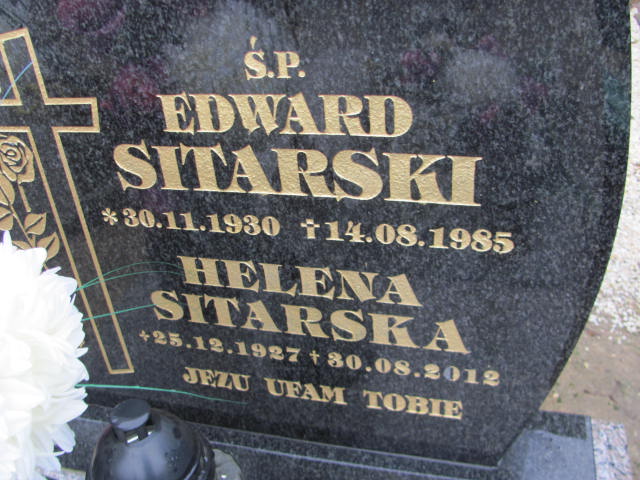 Ś.P.
EDWARD
SITARSKI
*30.11.1930 †14.08.1985
HELENA
SITARSKA
+25.12.1927 †30.08.2012
JEZU UFAM TOBIE